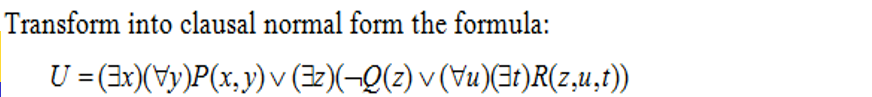 Transform into clausal normal form the formula:
U = (∃x)(∀y)P(x,y) ∨ (∃z)(¬Q(z) ∨ (∀u)(∃t)R(z,u,t))